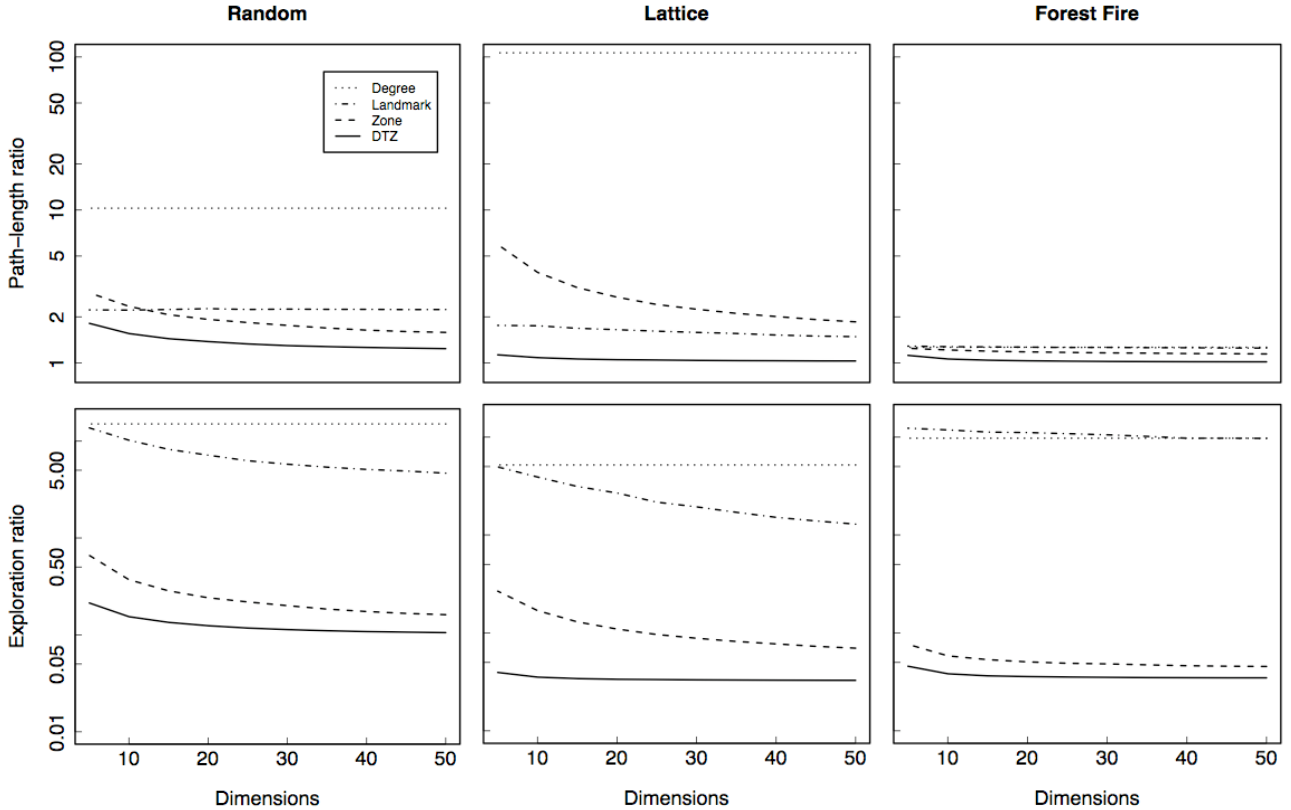 Random Lattice Forest Fire
Path-length ratio
100
50
20
10
5
2
1
Degree
Landmark
Zone
DTZ
Exploration ratio
5.00
0.50
0.05
0.01
10 20 30 40 50 10 20 30 40 50 10 20 30 40 50
Dimensions Dimensions Dimensions